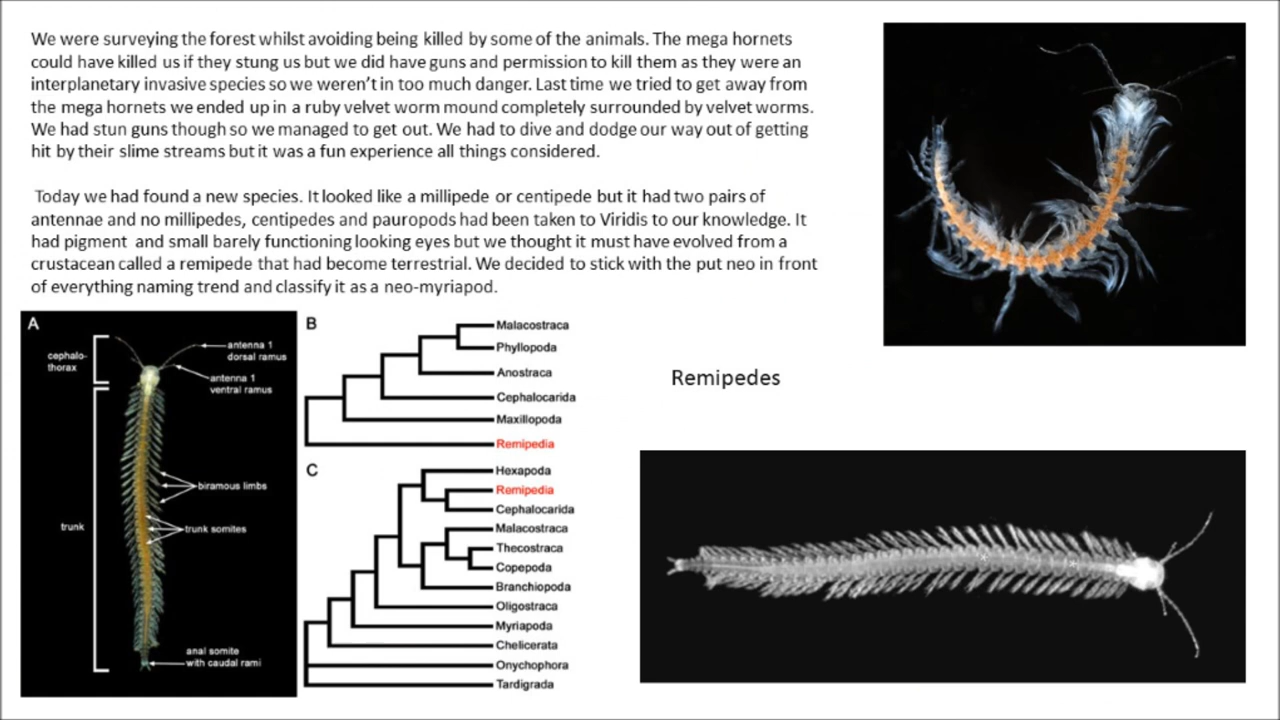 We were surveying the forest whilst avoiding being killed by some of the animals. The mega hornets
could have killed us if they stung us but we did have guns and permission to kill them as they were an
interplanetary invasive species so we weren't in too much danger. Last time we tried to get away from
the mega hornets we ended up in a ruby velvet worm mound completely surrounded by velvet worms.
We had stun guns though so we managed to get out. We had to dive and dodge our way out of getting
hit by their slime streams but it was a fun experience all things considered.
Today we had found a new species. It looked like a millipede or centipede but it had two pairs of
antennae and no millipedes, centipedes and pauropods had been taken to Viridis to our knowledge. It
had pigment and small barely functioning looking eyes but we thought it must have evolved from a
crustacean called a remipede that had become terrestrial. We decided to stick with the put neo in front
of everything naming trend and classify it as a neo-myriapod.
A
cephalo-
thorax
antenna 1
dorsal ramus
antenna 1
ventral ramus
biramous limbs
trunk
trunk somites
anal somite
with caudal rami
B
Malacostraca
Phyllopoda
Anostraca
Cephalocarida
Maxillopoda
Remipedia
C
Hexapoda
Remipedia
Cephalocarida
Malacostraca
Thecostraca
Copepoda
Branchiopoda
Oligostraca
Myriapoda
Chelicerata
Onychophora
Tardigrada
Remipedes